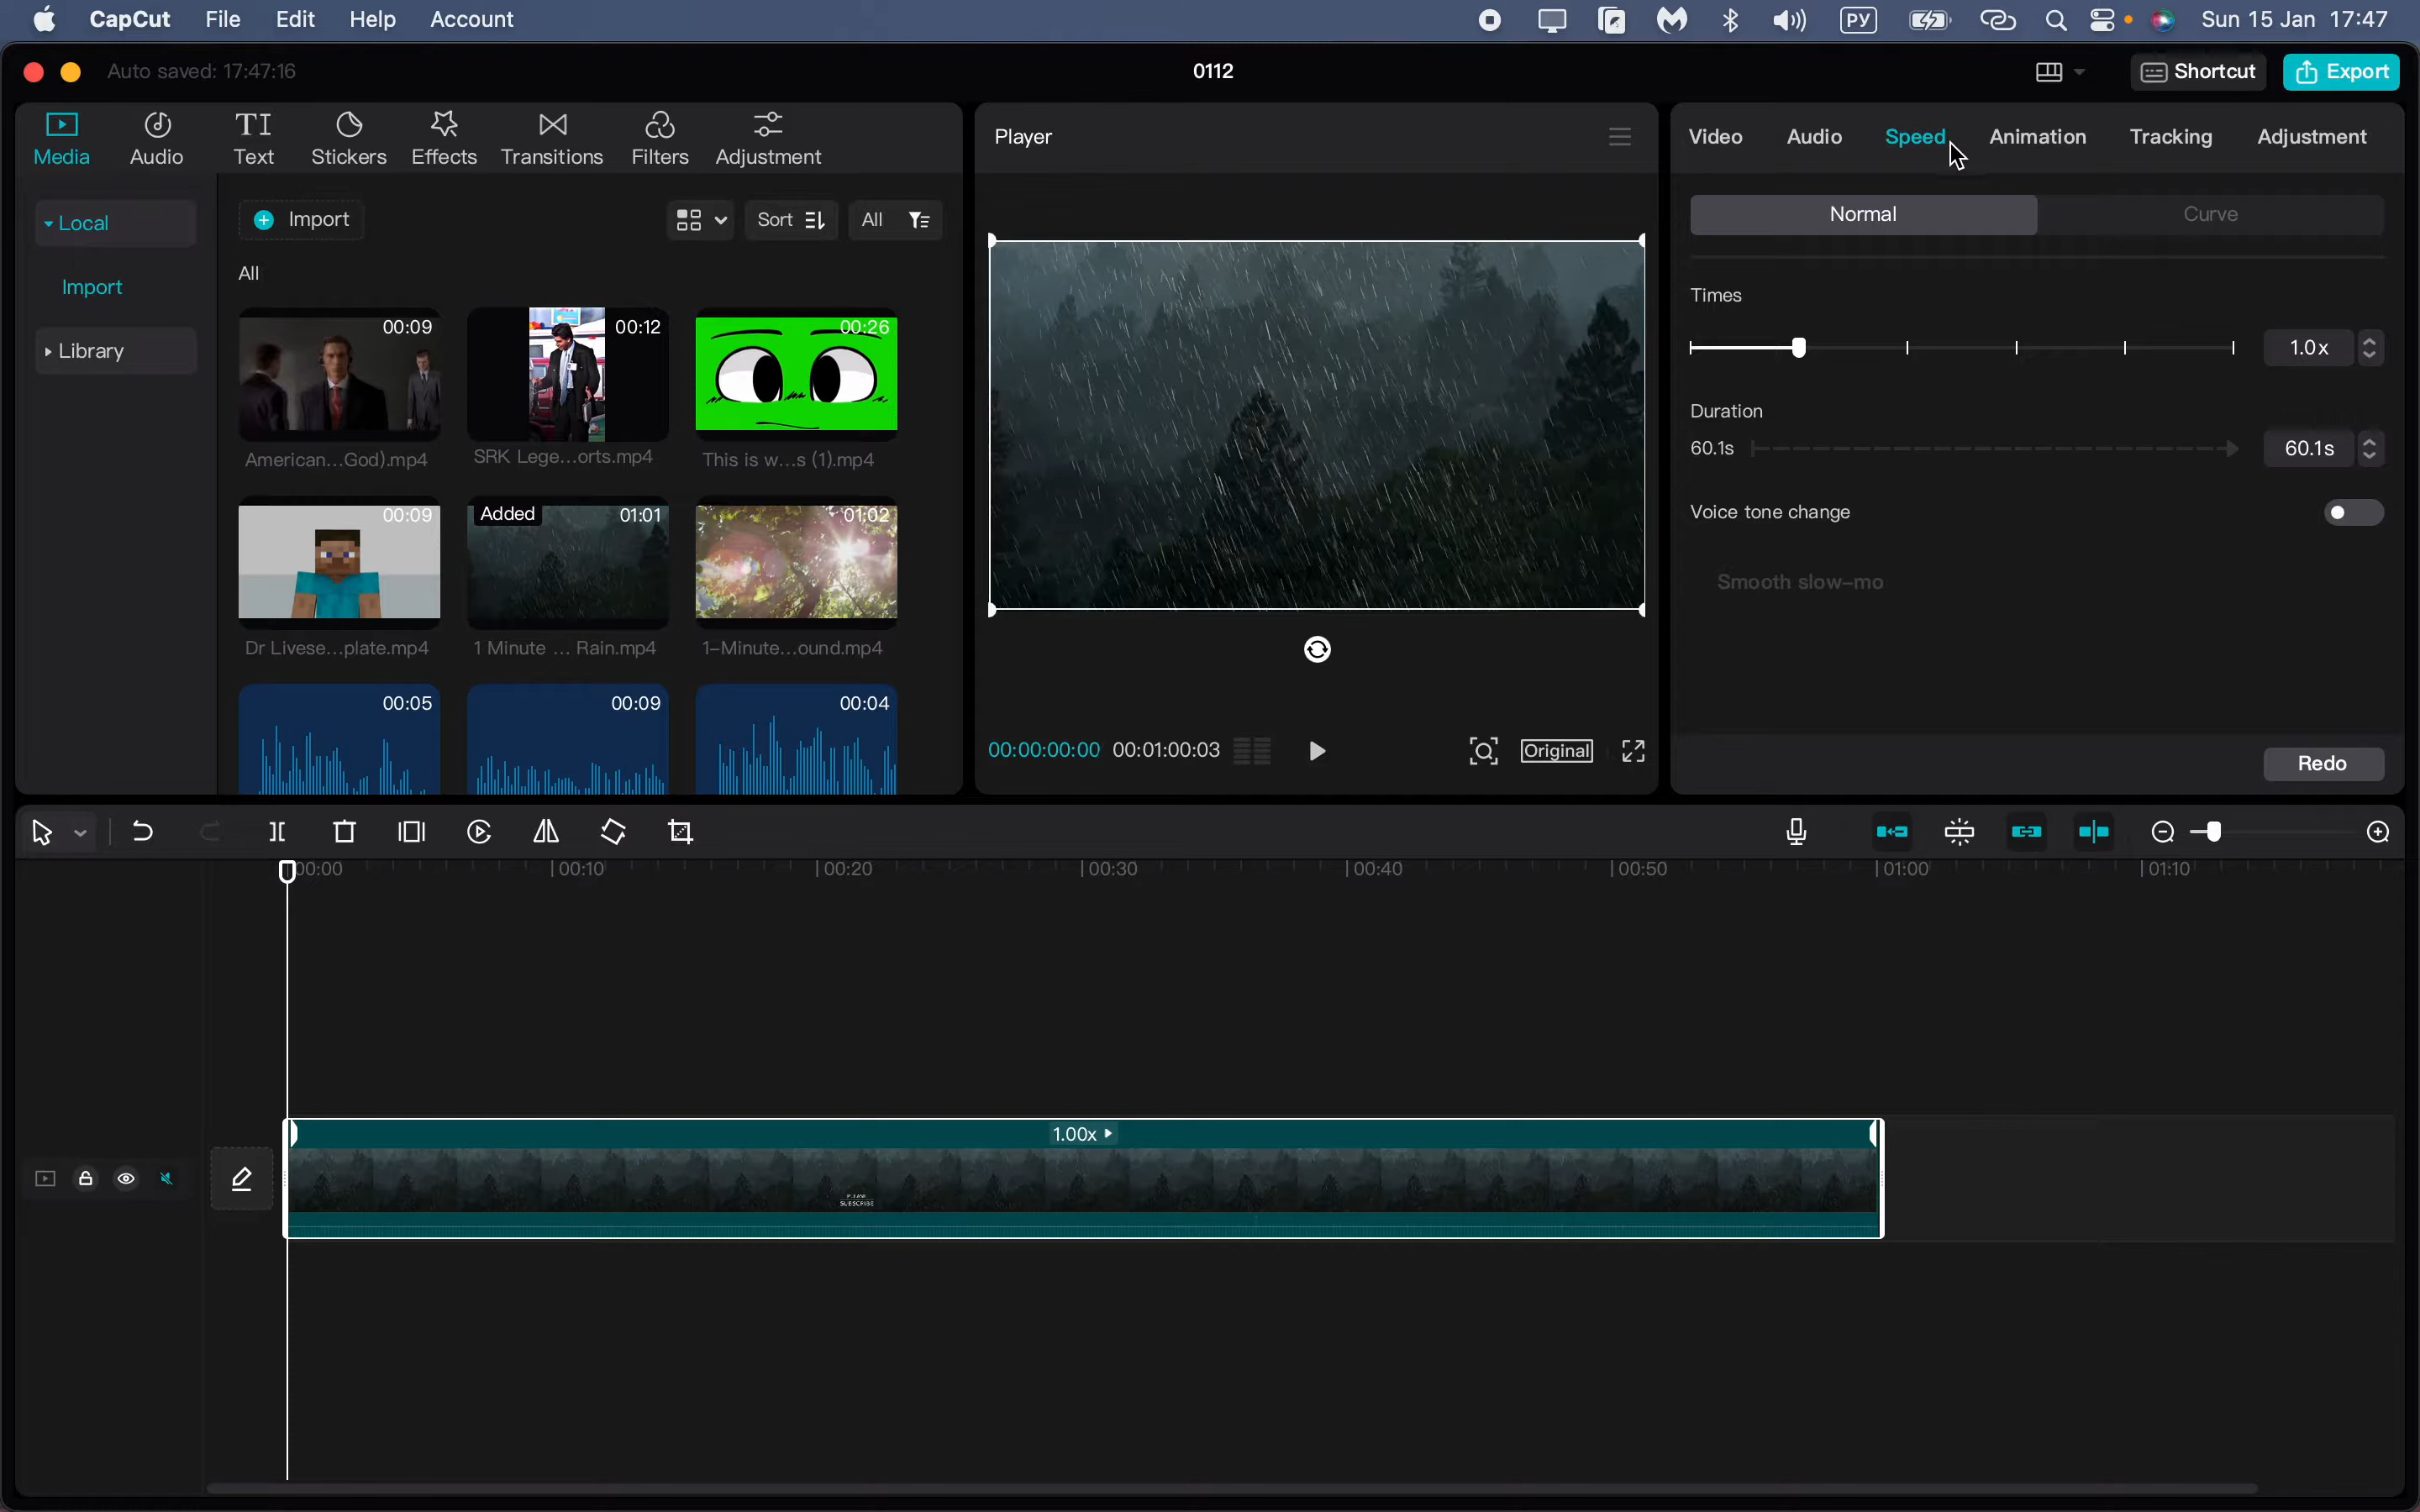 CapCut File Edit Help Account РУ Sun 15 Jan 17:47
Auto saved: 17:47:16 0112 Shortcut Export
Media Audio Text Stickers Effects Transitions Filters Adjustment
TI
Local
Import
Library
Import Sort All
All
00:09 00:12 00:26
American...God).mp4 SRK Lege...orts.mp4 This is w...s (1).mp4
00:09 Added 01:01 01:02
Dr Livese...plate.mp4 1 Minute ... Rain.mp4 1-Minute...ound.mp4
00:05 00:09 00:04
Player
00:00:00:00 00:01:00:03 Original
Video Audio Speed Animation Tracking Adjustment
Normal Curve
Times
1.0x
Duration
60.1s 60.1s
Voice tone change
Smooth slow-mo
Redo
00:00 00:10 00:20 00:30 00:40 00:50 01:00 01:10
1.00x
PLEASE
SUBSCRIBE